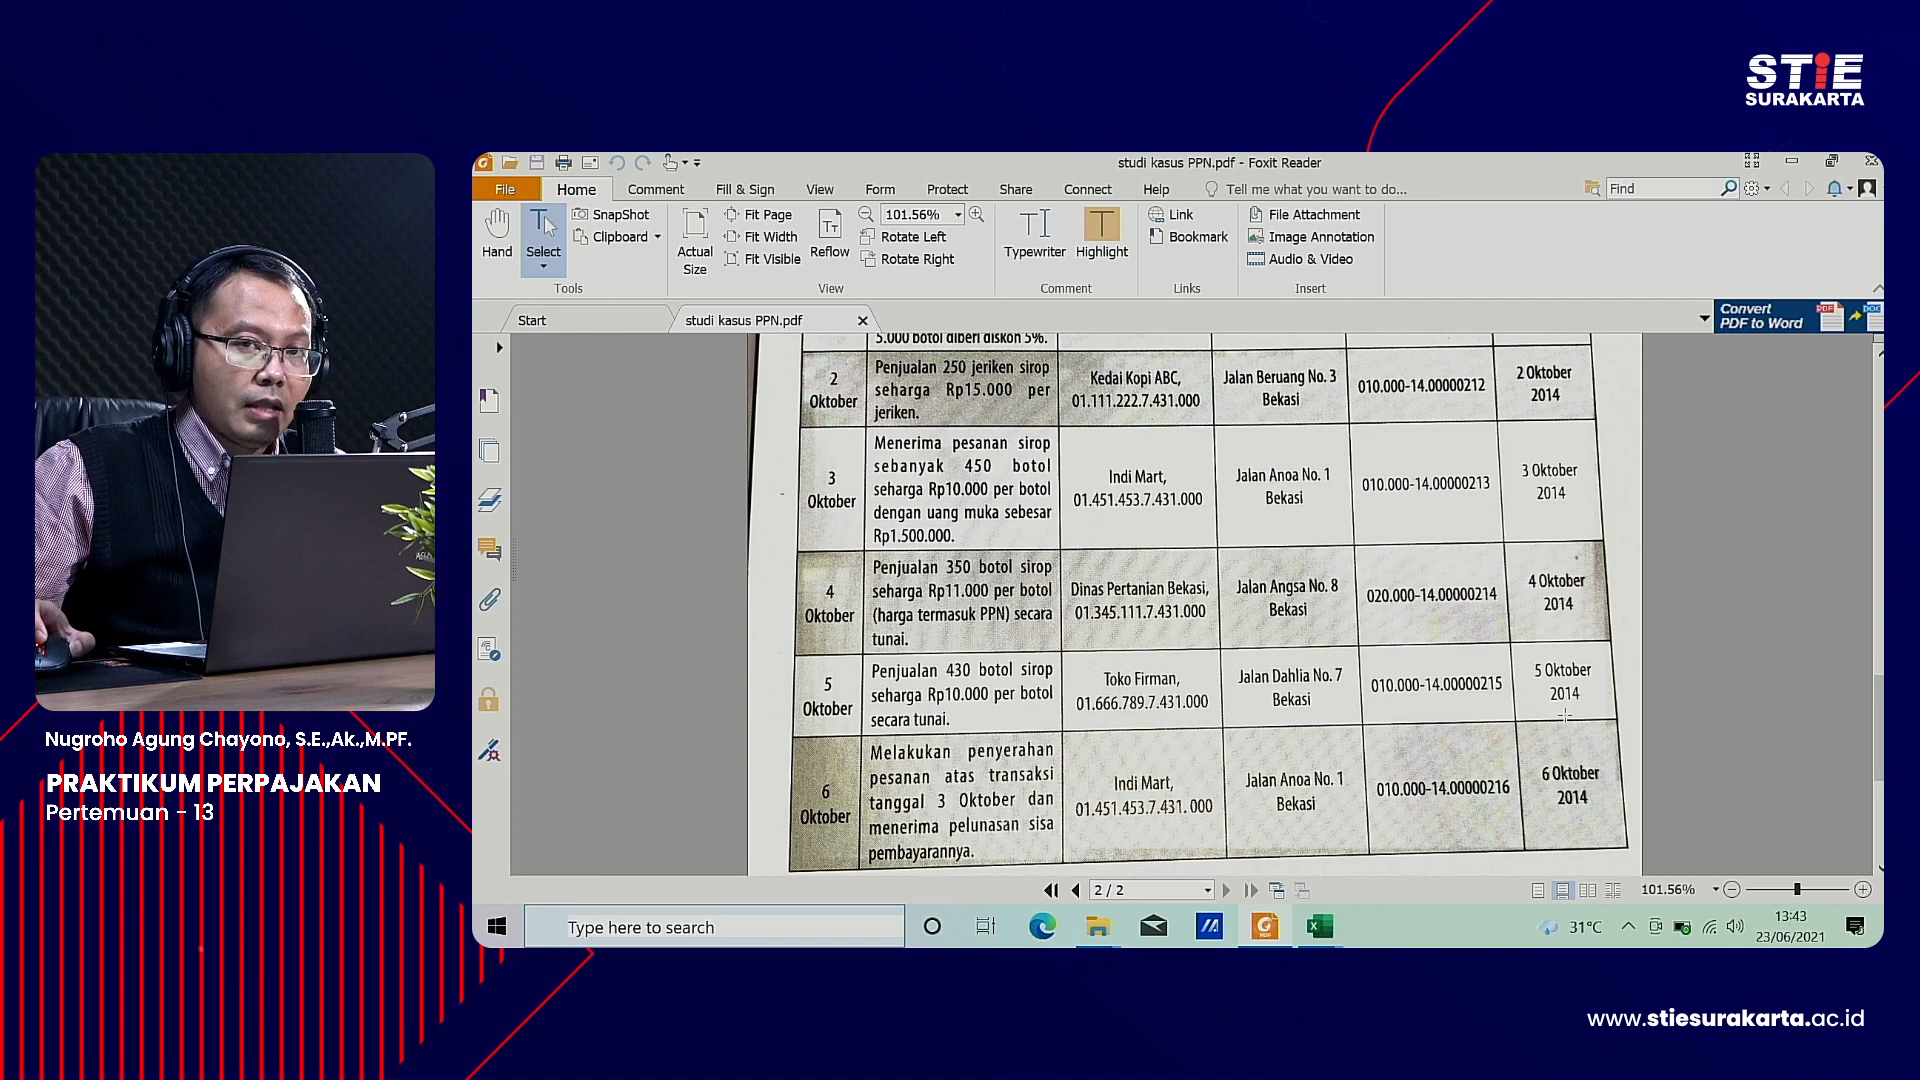 STiE
SURAKARTA
studi kasus PPN.pdf - Foxit Reader
File
Home
Comment
Fill & Sign
View
Form
Protect
Share
Connect
Help
Tell me what you want to do...
Find
Hand
Select
SnapShot
Clipboard
Tools
Actual
Size
Fit Page
Fit Width
Fit Visible
Reflow
101.56%
Rotate Left
Rotate Right
View
Typewriter
Highlight
Comment
Link
Bookmark
Links
File Attachment
Image Annotation
Audio & Video
Insert
Start
studi kasus PPN.pdf
Convert
PDF to Word
5.000 botol diberi diskon 5%.
2
Oktober
Penjualan 250 jeriken sirop
seharga Rp15.000 per
jeriken.
Kedai Kopi ABC,
01.111.222.7.431.000
Jalan Beruang No. 3
Bekasi
010.000-14.00000212
2 Oktober
2014
3
Oktober
Menerima pesanan sirop
sebanyak 450 botol
seharga Rp10.000 per botol
dengan uang muka sebesar
Rp1.500.000.
Indi Mart,
01.451.453.7.431.000
Jalan Anoa No. 1
Bekasi
010.000-14.00000213
3 Oktober
2014
4
Oktober
Penjualan 350 botol sirop
seharga Rp11.000 per botol
(harga termasuk PPN) secara
tunai.
Dinas Pertanian Bekasi,
01.345.111.7.431.000
Jalan Angsa No. 8
Bekasi
020.000-14.00000214
4 Oktober
2014
5
Oktober
Penjualan 430 botol sirop
seharga Rp10.000 per botol
secara tunai.
Toko Firman,
01.666.789.7.431.000
Jalan Dahlia No. 7
Bekasi
010.000-14.00000215
5 Oktober
2014
6
Oktober
Melakukan penyerahan
pesanan atas transaksi
tanggal 3 Oktober dan
menerima pelunasan sisa
pembayarannya.
Indi Mart,
01.451.453.7.431. 000
Jalan Anoa No. 1
Bekasi
010.000-14.00000216
6 Oktober
2014
2 / 2
101.56%
Type here to search
31°C
13:43
23/06/2021
Nugroho Agung Chayono, S.E.,Ak.,M.PF.
PRAKTIKUM PERPAJAKAN
Pertemuan - 13
www.stiesurakarta.ac.id